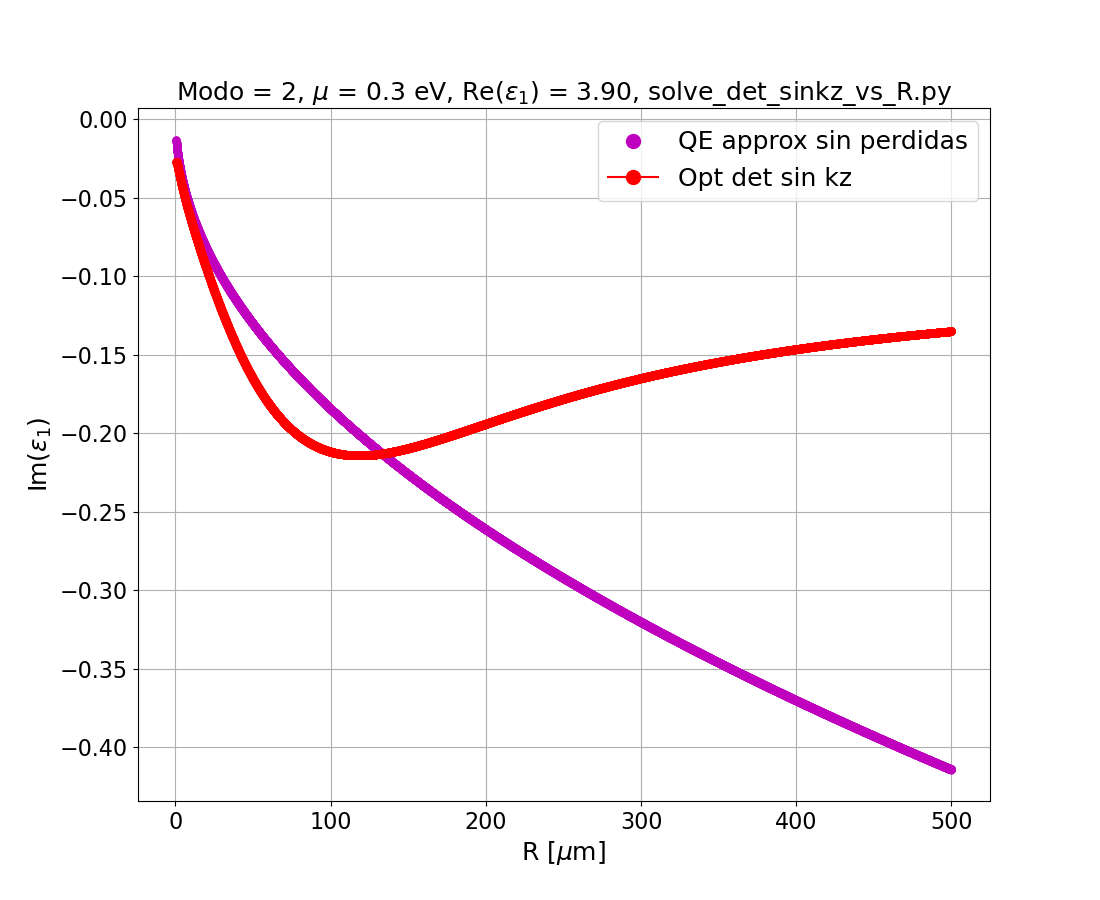 Modo = 2, μ = 0.3 eV, Re(ε₁) = 3.90, solve_det_sinkz_vs_R.py
QE approx sin perdidas
Opt det sin kz
Im(ε₁)
0.00
−0.05
−0.10
−0.15
−0.20
−0.25
−0.30
−0.35
−0.40
0 100 200 300 400 500
R [μm]